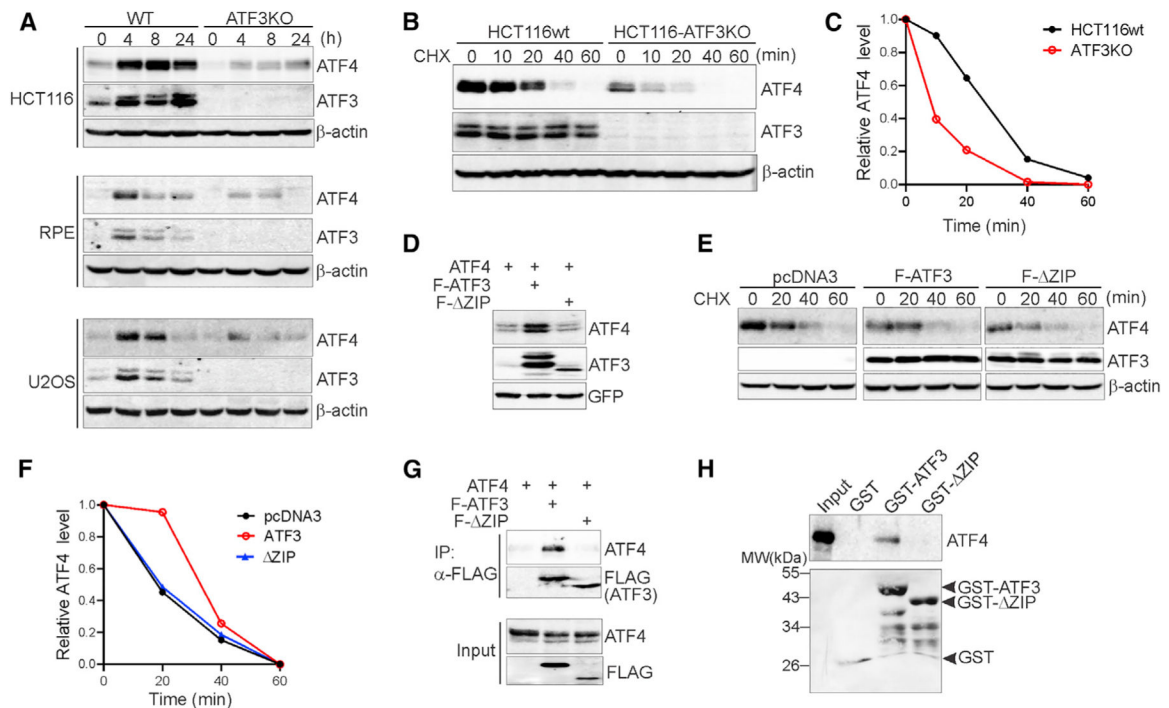 A
WT ATF3KO
0 4 8 24 0 4 8 24 (h)
HCT116
ATF4
ATF3
β-actin
RPE
ATF4
ATF3
β-actin
U2OS
ATF4
ATF3
β-actin
B
HCT116wt HCT116-ATF3KO
CHX 0 10 20 40 60 0 10 20 40 60 (min)
ATF4
ATF3
β-actin
C
Relative ATF4 level
1.0
0.8
0.6
0.4
0.2
0.0
0 20 40 60
Time (min)
HCT116wt
ATF3KO
D
ATF4 + + +
F-ATF3 +
F-ΔZIP +
ATF4
ATF3
GFP
E
pcDNA3 F-ATF3 F-ΔZIP
CHX 0 20 40 60 0 20 40 60 0 20 40 60 (min)
ATF4
ATF3
β-actin
F
Relative ATF4 level
1.0
0.8
0.6
0.4
0.2
0.0
0 20 40 60
Time (min)
pcDNA3
ATF3
ΔZIP
G
ATF4 + + +
F-ATF3 +
F-ΔZIP +
IP:
α-FLAG
ATF4
FLAG
(ATF3)
Input
ATF4
FLAG
H
Input GST GST-ATF3 GST-ΔZIP
ATF4
MW(kDa)
55
43
34
26
GST-ATF3
GST-ΔZIP
GST